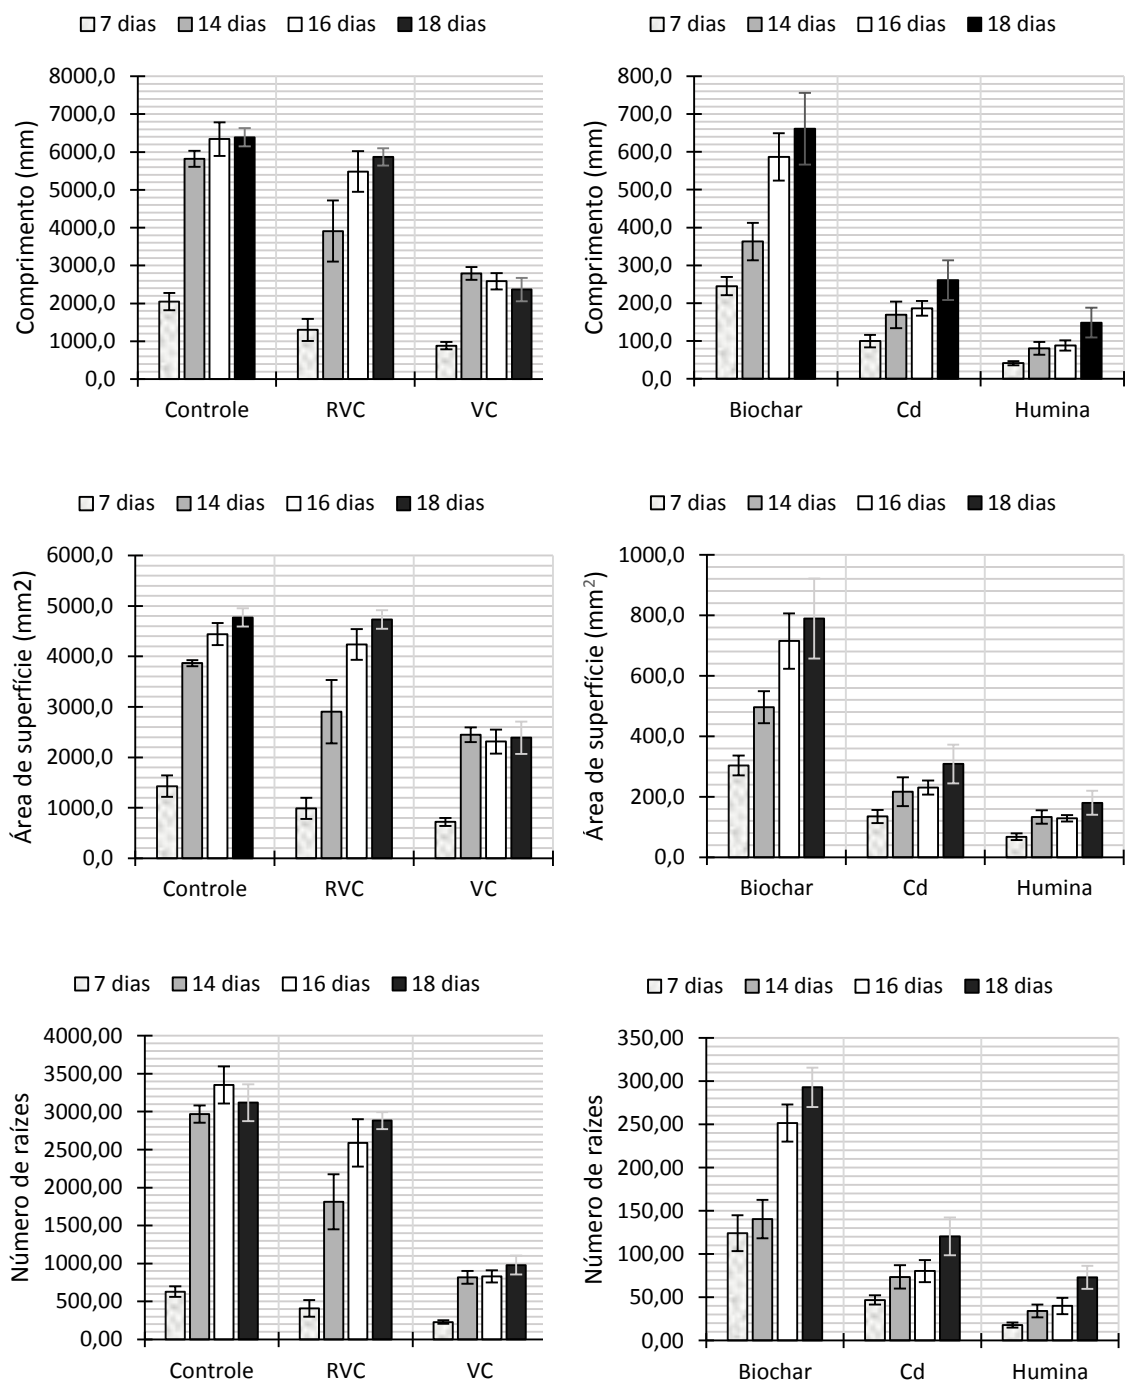 7 dias 14 dias 16 dias 18 dias
Comprimento (mm)
8000,0
7000,0
6000,0
5000,0
4000,0
3000,0
2000,0
1000,0
0,0
Controle RVC VC
7 dias 14 dias 16 dias 18 dias
Comprimento (mm)
800,0
700,0
600,0
500,0
400,0
300,0
200,0
100,0
0,0
Biochar Cd Humina
7 dias 14 dias 16 dias 18 dias
Área de superfície (mm2)
6000,0
5000,0
4000,0
3000,0
2000,0
1000,0
0,0
Controle RVC VC
7 dias 14 dias 16 dias 18 dias
Área de superfície (mm²)
1000,0
800,0
600,0
400,0
200,0
0,0
Biochar Cd Humina
7 dias 14 dias 16 dias 18 dias
Número de raízes
4000,00
3500,00
3000,00
2500,00
2000,00
1500,00
1000,00
500,00
0,00
Controle RVC VC
7 dias 14 dias 16 dias 18 dias
Número de raízes
350,00
300,00
250,00
200,00
150,00
100,00
50,00
0,00
Biochar Cd Humina